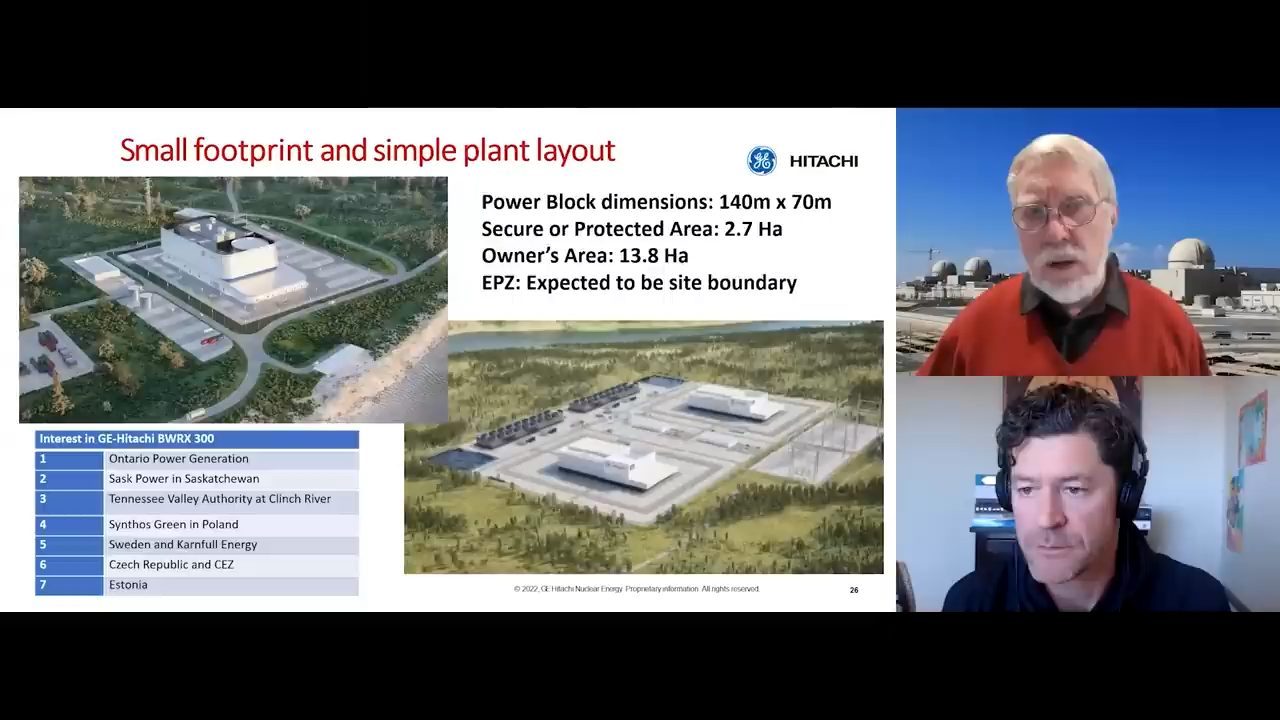 Small footprint and simple plant layout
GE HITACHI
Power Block dimensions: 140m x 70m
Secure or Protected Area: 2.7 Ha
Owner's Area: 13.8 Ha
EPZ: Expected to be site boundary
Interest in GE-Hitachi BWRX 300
1 Ontario Power Generation
2 Sask Power in Saskatchewan
3 Tennessee Valley Authority at Clinch River
4 Synthos Green in Poland
5 Sweden and Karnfull Energy
6 Czech Republic and CEZ
7 Estonia
© 2022, GE Hitachi Nuclear Energy. Proprietary information. All rights reserved.
26